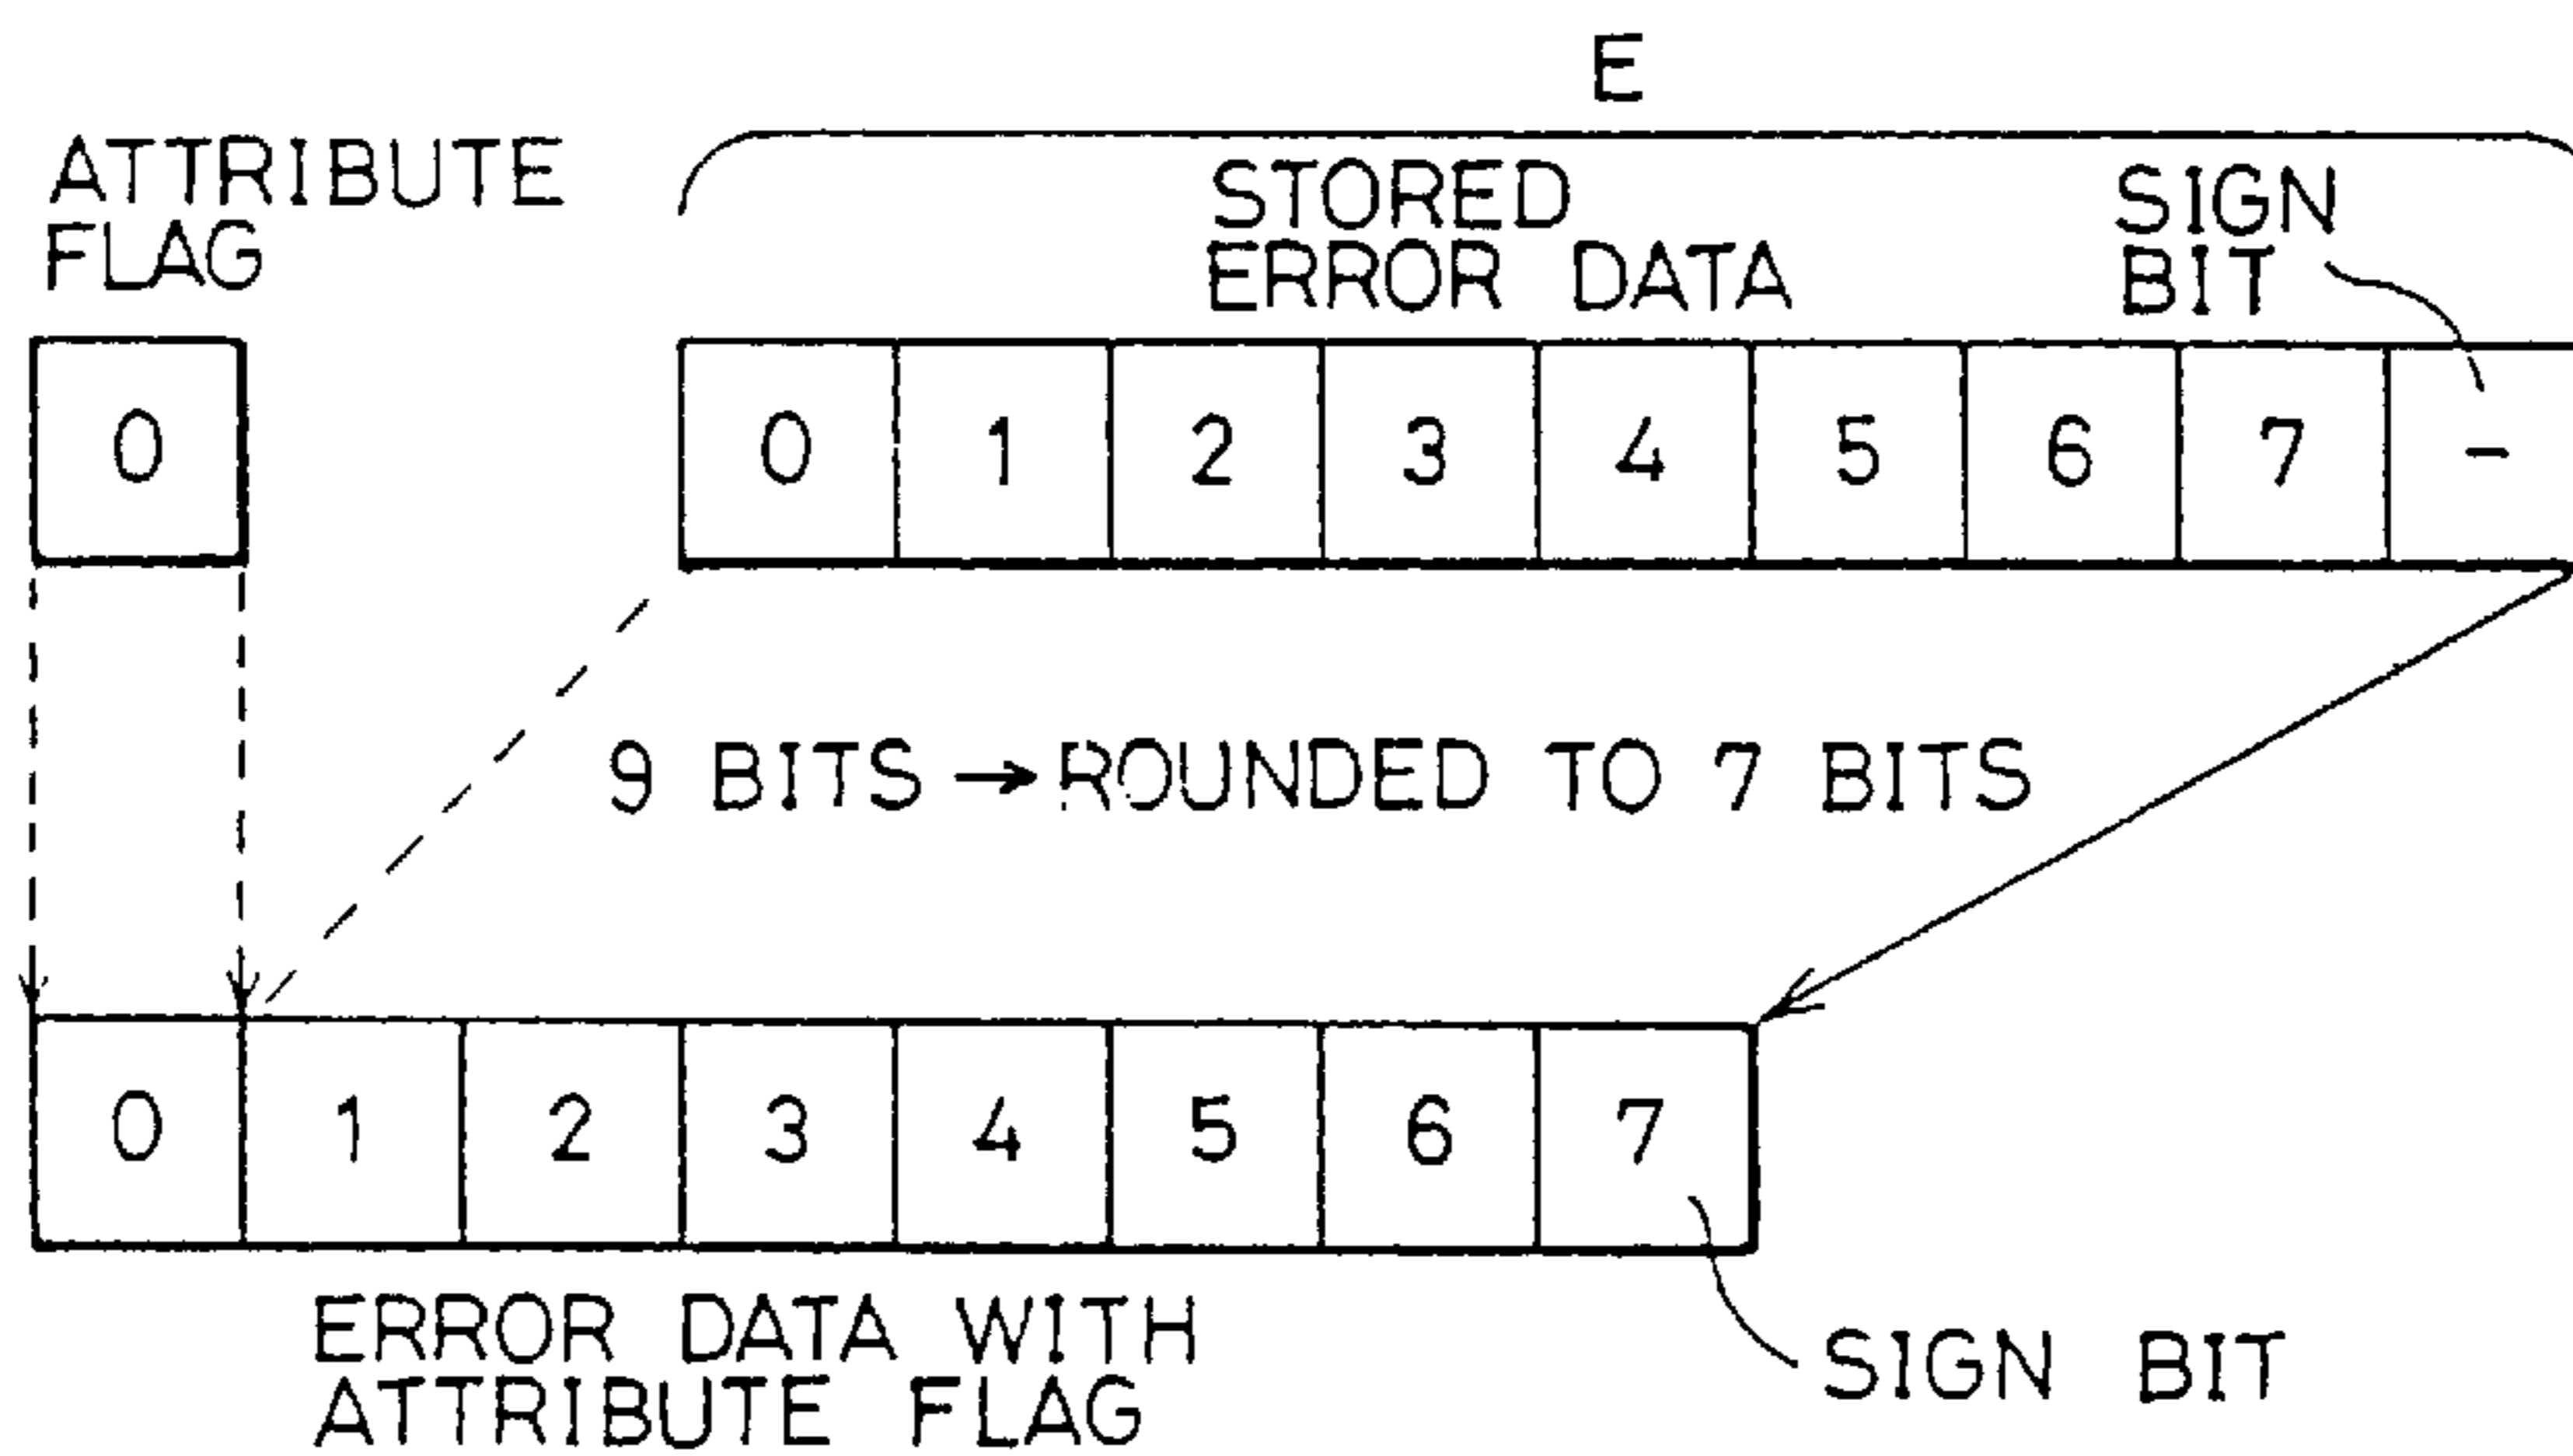 E
ATTRIBUTE
FLAG
STORED
ERROR DATA
SIGN
BIT
0
0 1 2 3 4 5 6 7 -
9 BITS → ROUNDED TO 7 BITS
0 1 2 3 4 5 6 7
ERROR DATA WITH
ATTRIBUTE FLAG
SIGN BIT